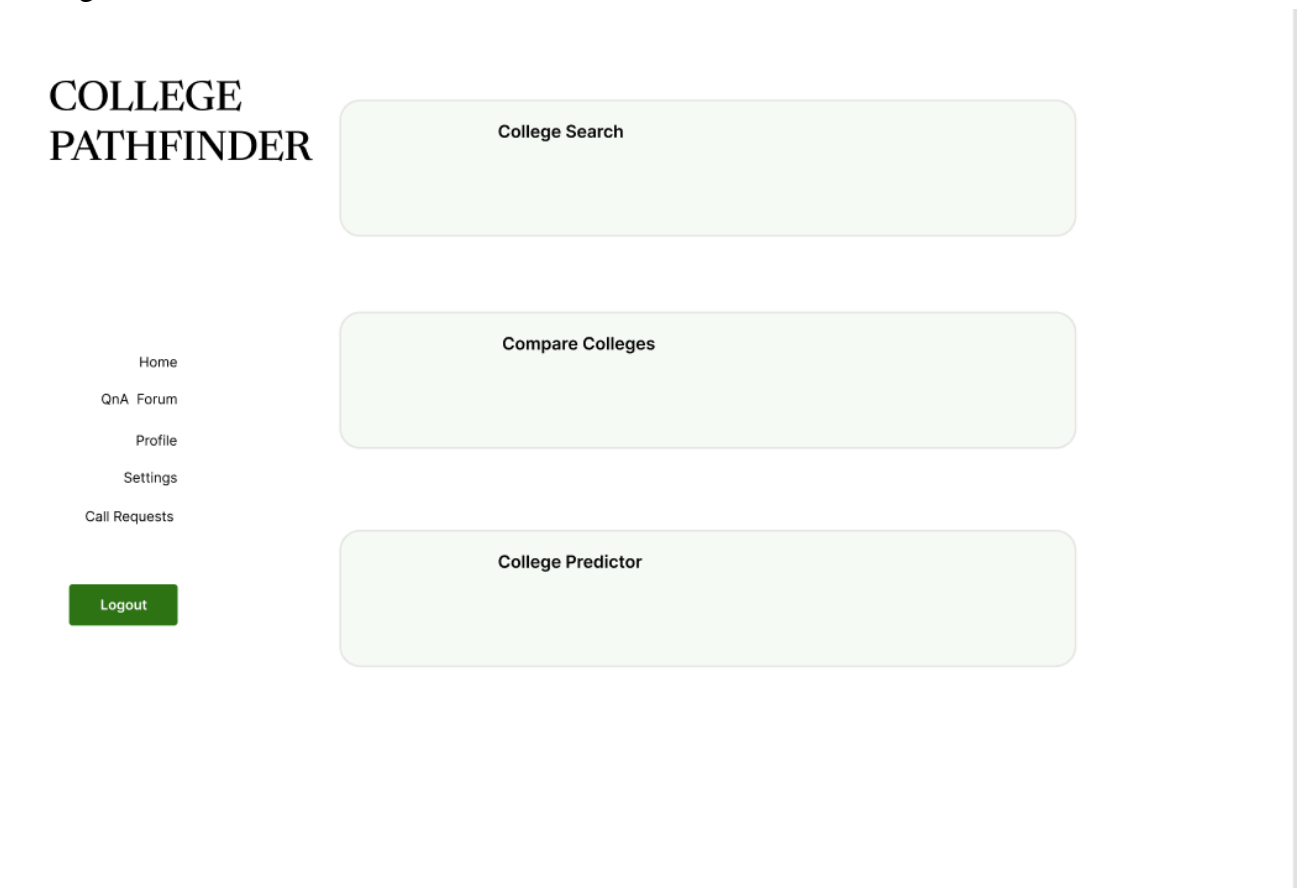 COLLEGE
PATHFINDER
College Search
Compare Colleges
Home
QnA Forum
Profile
Settings
Call Requests
College Predictor
Logout